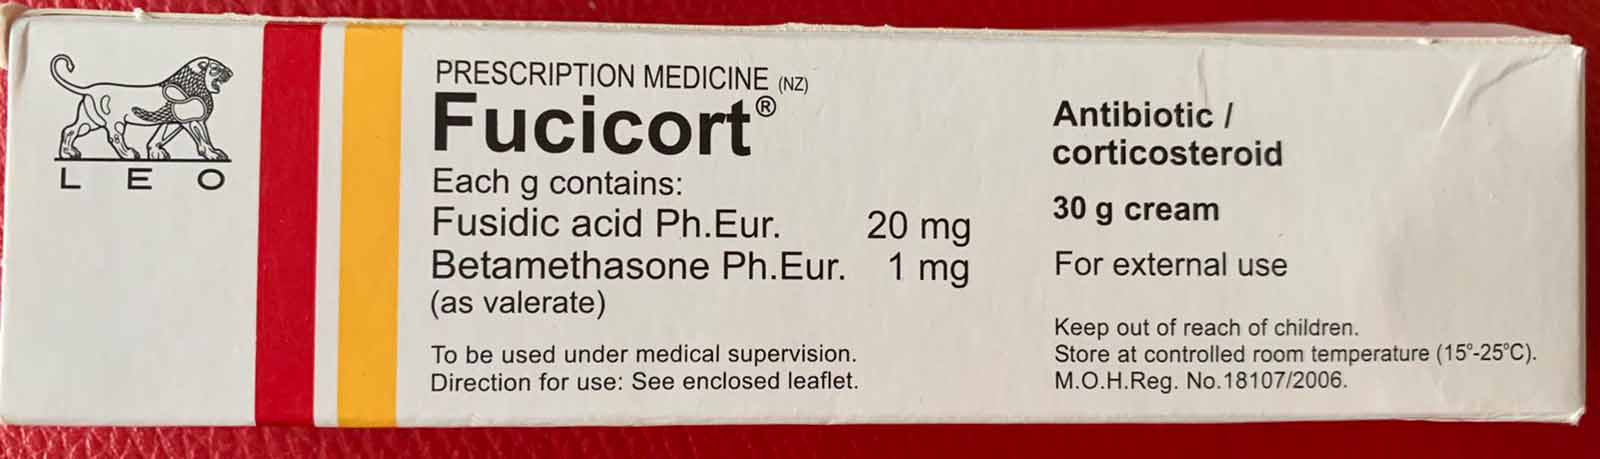 LEO
PRESCRIPTION MEDICINE (NZ)
Fucicort®
Each g contains:
Fusidic acid Ph.Eur. 20 mg
Betamethasone Ph.Eur. 1 mg
(as valerate)
To be used under medical supervision.
Direction for use: See enclosed leaflet.
Antibiotic /
corticosteroid
30 g cream
For external use
Keep out of reach of children.
Store at controlled room temperature (15°-25°C).
M.O.H.Reg. No.18107/2006.